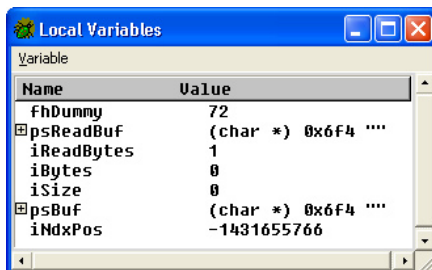 Local Variables
Variable
Name Value
fhDummy 72
psReadBuf (char *) 0x6f4 ""
iReadBytes 1
iBytes 0
iSize 0
psBuf (char *) 0x6f4 ""
iNdxPos -1431655766